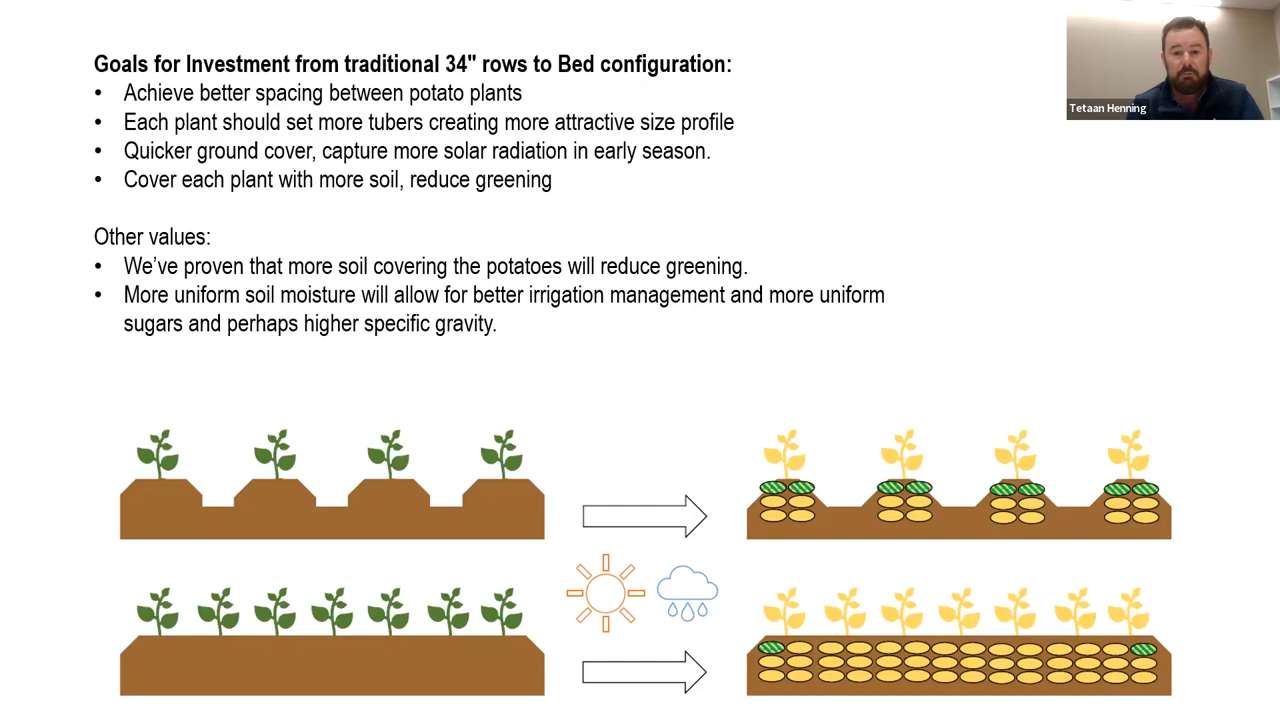 Goals for Investment from traditional 34" rows to Bed configuration:
• Achieve better spacing between potato plants
• Each plant should set more tubers creating more attractive size profile
• Quicker ground cover, capture more solar radiation in early season.
• Cover each plant with more soil, reduce greening
Other values:
• We've proven that more soil covering the potatoes will reduce greening.
• More uniform soil moisture will allow for better irrigation management and more uniform
sugars and perhaps higher specific gravity.
Tetaan Henning